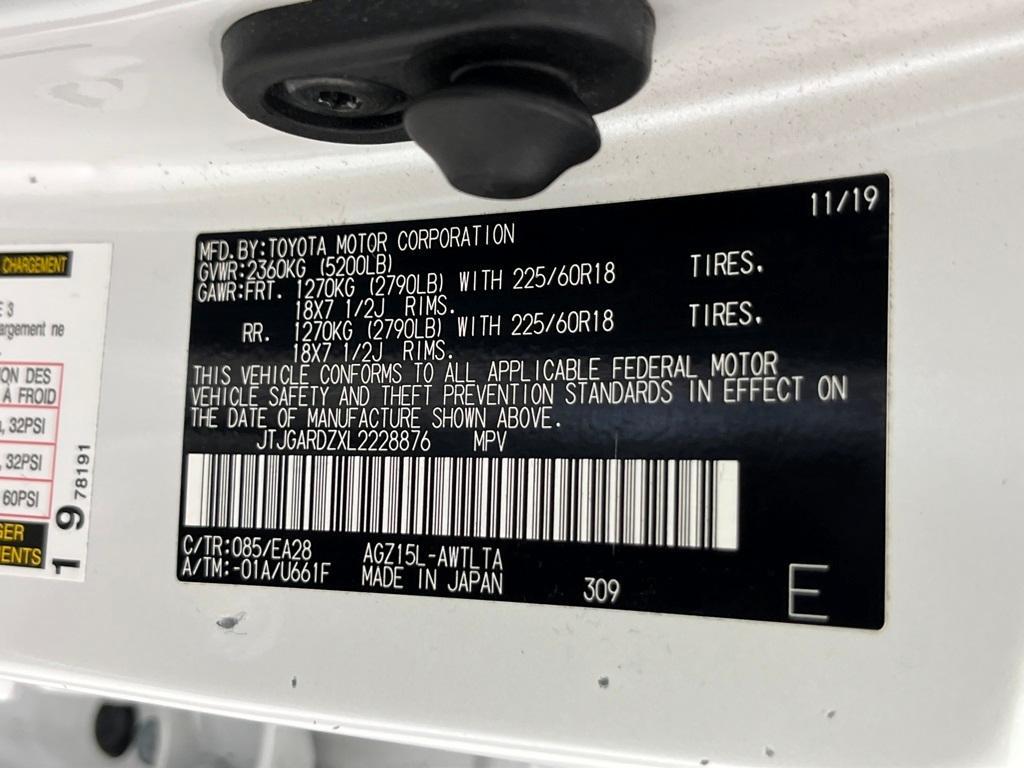 11/19
MFD.BY:TOYOTA MOTOR CORPORATION
GVWR:2360KG (5200LB)
GAWR:FRT. 1270KG (2790LB) WITH 225/60R18 TIRES.
18X7 1/2J RIMS.
RR. 1270KG (2790LB) WITH 225/60R18 TIRES.
18X7 1/2J RIMS.
THIS VEHICLE CONFORMS TO ALL APPLICABLE FEDERAL MOTOR
VEHICLE SAFETY AND THEFT PREVENTION STANDARDS IN EFFECT ON
THE DATE OF MANUFACTURE SHOWN ABOVE.
JTJGARDZXL2228876 MPV
C/TR:085/EA28 AGZ15L-AWTLTA
A/TM:-01A/U661F MADE IN JAPAN 309 E
CHARGEMENT
3
ne
DES
A FROID
32PSI
32PSI
60PSI
19 78191